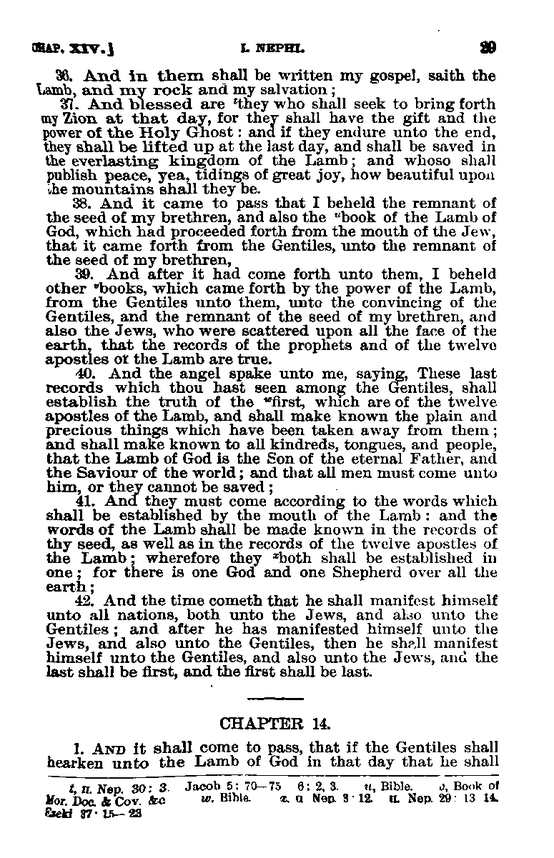 CHAP. XIV.] I. NEPHI. 29
36. And in them shall be written my gospel, saith the
Lamb, and my rock and my salvation;
37. And blessed are they who shall seek to bring forth
my Zion at that day, for they shall have the gift and the
power of the Holy Ghost: and if they endure unto the end,
they shall be lifted up at the last day, and shall be saved in
the everlasting kingdom of the Lamb; and whoso shall
publish peace, yea, tidings of great joy, how beautiful upon
the mountains shall they be.
38. And it came to pass that I beheld the remnant of
the seed of my brethren, and also the ᵘbook of the Lamb of
God, which had proceeded forth from the mouth of the Jew,
that it came forth from the Gentiles, unto the remnant of
the seed of my brethren,
39. And after it had come forth unto them, I beheld
other ᵛbooks, which came forth by the power of the Lamb,
from the Gentiles unto them, unto the convincing of the
Gentiles, and the remnant of the seed of my brethren, and
also the Jews, who were scattered upon all the face of the
earth, that the records of the prophets and of the twelve
apostles of the Lamb are true.
40. And the angel spake unto me, saying, These last
records which thou hast seen among the Gentiles, shall
establish the truth of the ʷfirst, which are of the twelve
apostles of the Lamb, and shall make known the plain and
precious things which have been taken away from them;
and shall make known to all kindreds, tongues, and people,
that the Lamb of God is the Son of the eternal Father, and
the Saviour of the world; and that all men must come unto
him, or they cannot be saved;
41. And they must come according to the words which
shall be established by the mouth of the Lamb: and the
words of the Lamb shall be made known in the records of
thy seed, as well as in the records of the twelve apostles of
the Lamb; wherefore they ˣboth shall be established in
one; for there is one God and one Shepherd over all the
earth;
42. And the time cometh that he shall manifest himself
unto all nations, both unto the Jews, and also unto the
Gentiles; and after he has manifested himself unto the
Jews, and also unto the Gentiles, then he shall manifest
himself unto the Gentiles, and also unto the Jews, and the
last shall be first, and the first shall be last.
CHAPTER 14.
1. AND it shall come to pass, that if the Gentiles shall
hearken unto the Lamb of God in that day that he shall
t, II. Nep. 30: 3. Jacob 5: 70—75 6: 2, 3. u, Bible. v, Book of
Mor. Doc. & Cov. &c w. Bible. x. Nep. 3·12 Nep. 29: 13 14.
Ezekl 37·15—23